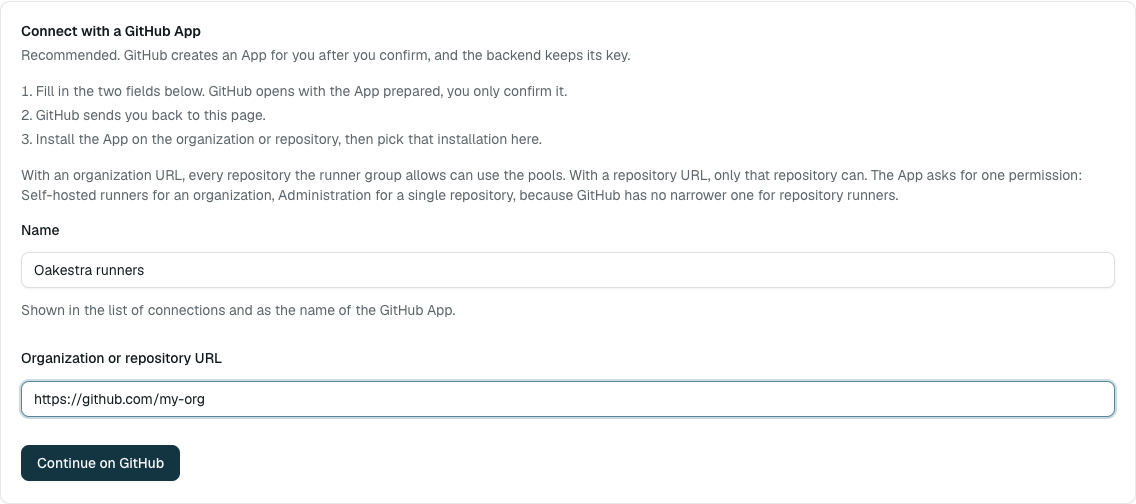 Connect with a GitHub App
Recommended. GitHub creates an App for you after you confirm, and the backend keeps its key.
1. Fill in the two fields below. GitHub opens with the App prepared, you only confirm it.
2. GitHub sends you back to this page.
3. Install the App on the organization or repository, then pick that installation here.
With an organization URL, every repository the runner group allows can use the pools. With a repository URL, only that repository can. The App asks for one permission:
Self-hosted runners for an organization, Administration for a single repository, because GitHub has no narrower one for repository runners.
Name
Oakestra runners
Shown in the list of connections and as the name of the GitHub App.
Organization or repository URL
https://github.com/my-org
Continue on GitHub